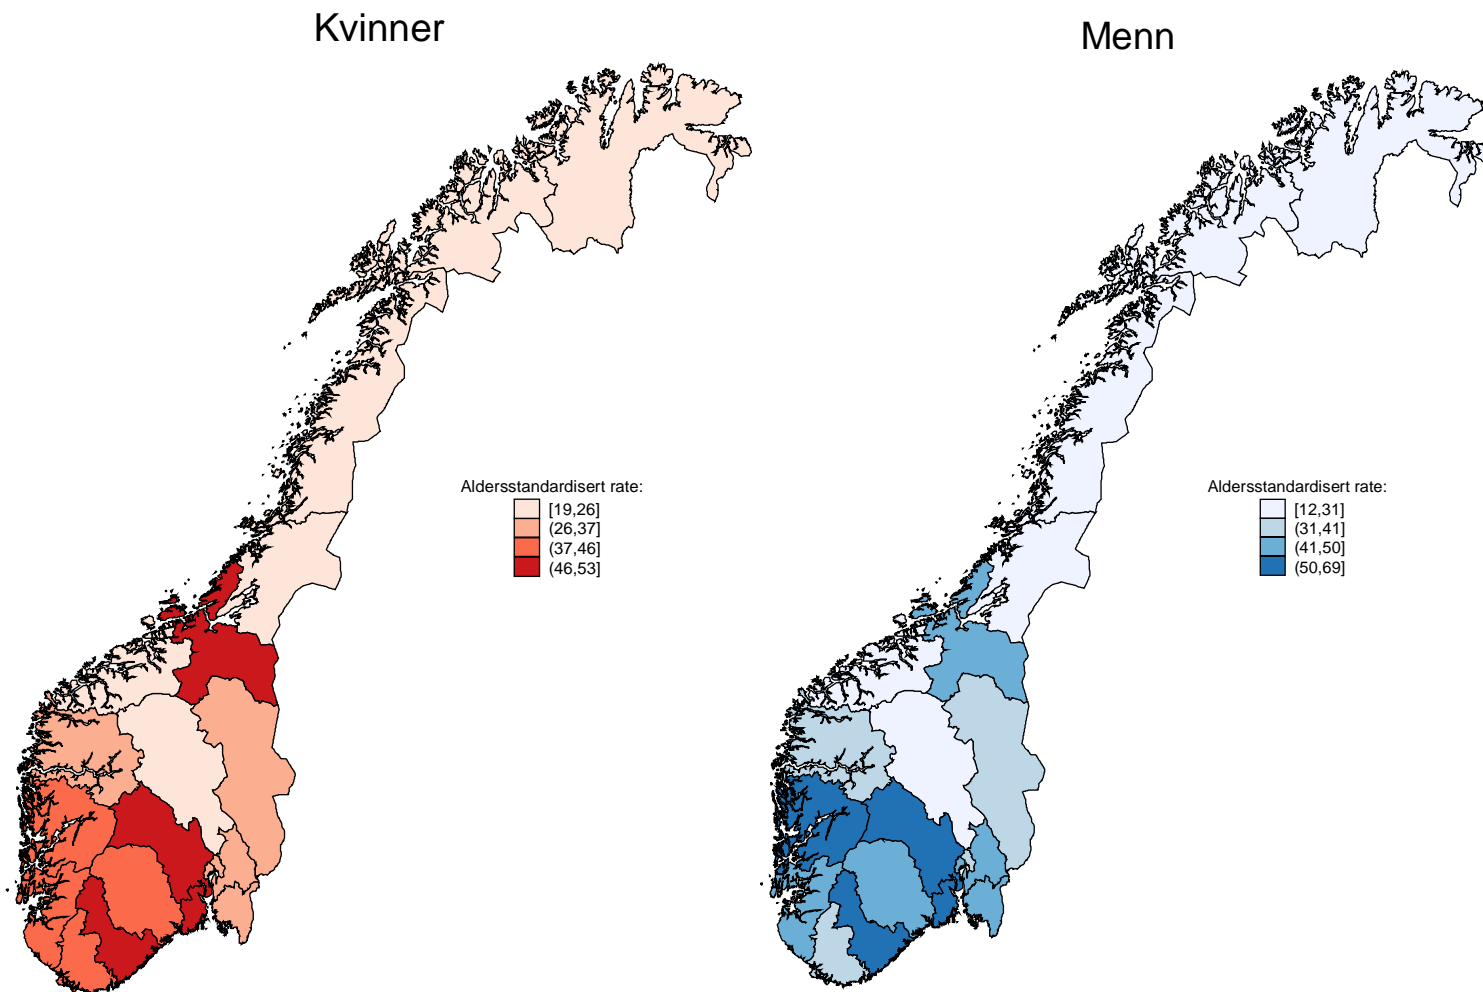 Kvinner
Menn
Aldersstandardisert rate:
[19,26]
(26,37]
(37,46]
(46,53]
Aldersstandardisert rate:
[12,31]
(31,41]
(41,50]
(50,69]